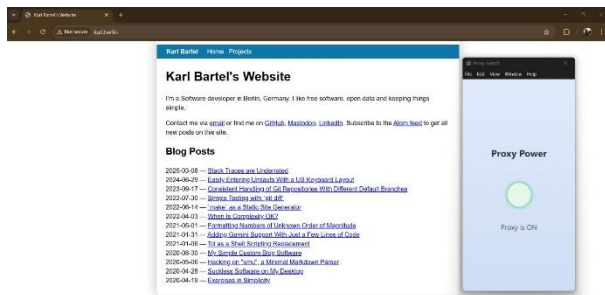 Karl Bartel's Website
Not secure karl.berlin
Karl Bartel Home Projects
Karl Bartel's Website
I'm a Software developer in Berlin, Germany. I like free software, open data and keeping things
simple.
Contact me via email or find me on GitHub, Mastodon, LinkedIn. Subscribe to the Atom feed to get all
new posts on this site.
Blog Posts
2025-03-08 — Stack Traces are Underrated
2024-08-29 — Easily Entering Umlauts With a US Keyboard Layout
2023-09-17 — Consistent Handling of Git Repositories With Different Default Branches
2022-07-30 — Simple Testing with `git diff`
2022-06-14 — `make` as a Static Site Generator
2022-04-03 — When Is Complexity OK?
2021-05-01 — Formatting Numbers of Unknown Order of Magnitude
2021-01-31 — Adding Gemini Support With Just a Few Lines of Code
2021-01-06 — Tcl as a Shell Scripting Replacement
2020-08-30 — My Simple Custom Blog Software
2020-05-06 — Hacking on "smu", a Minimal Markdown Parser
2020-04-28 — Suckless Software on My Desktop
2020-04-19 — Exercises in Simplicity
Proxy Switch
File Edit View Window Help
Proxy Power
Proxy is ON